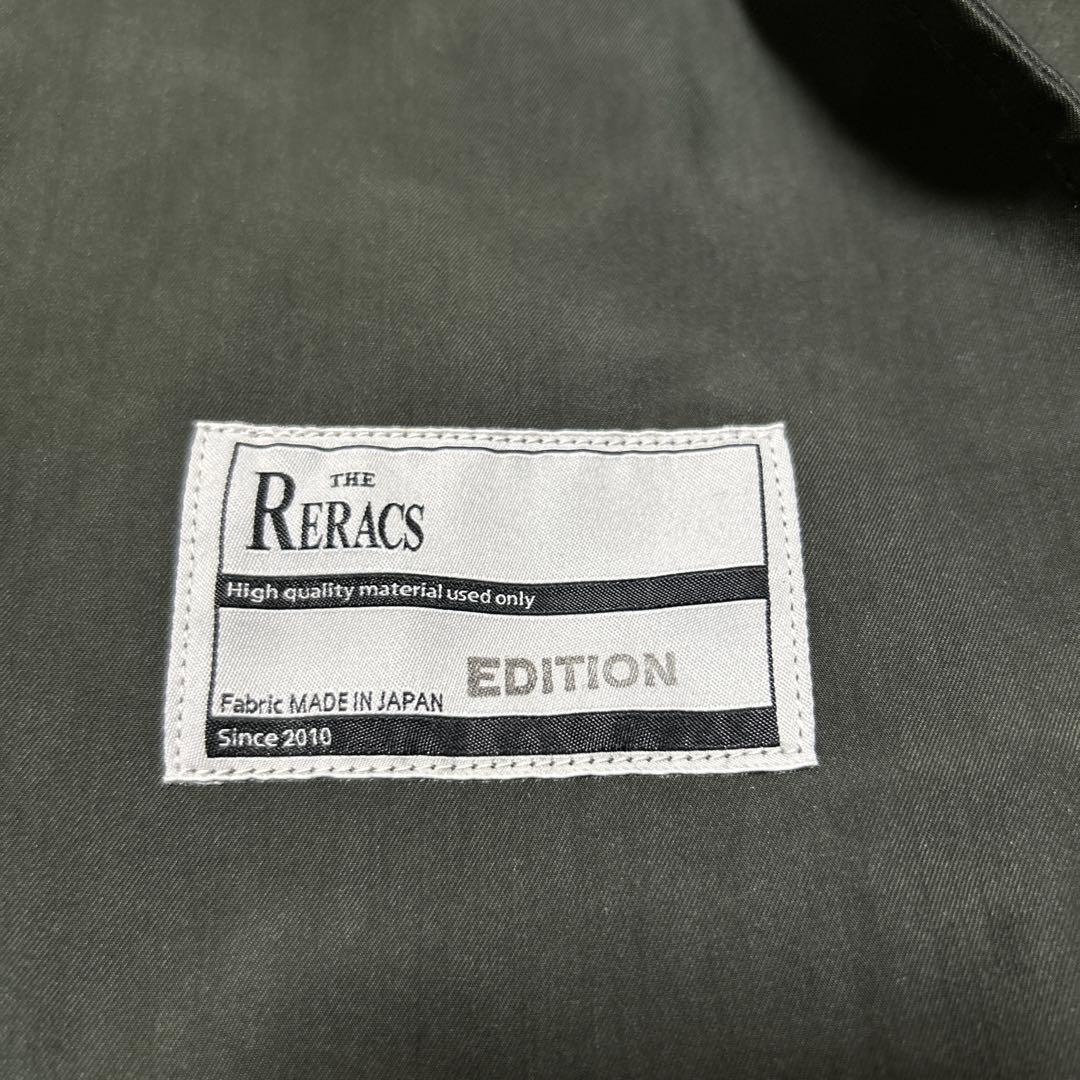 THE
RERACS
High quality material used only
EDITION
Fabric MADE IN JAPAN
Since 2010